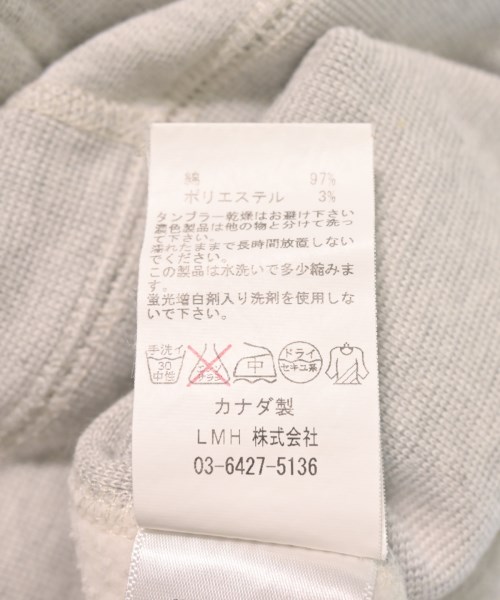 綿 97%
ポリエステル 3%
タンブラー乾燥はお避け下さい
濃色製品は他の物と分けて洗っ
て下さい。
濡れたままで長時間放置しない
でください。
この製品は水洗いで多少縮みま
す。
蛍光増白剤入り洗剤を使用しな
いで下さい。
手洗イ
30
中性
エンソ
サラシ
中
ドライ
セキユ系
カナダ製
LMH 株式会社
03-6427-5136